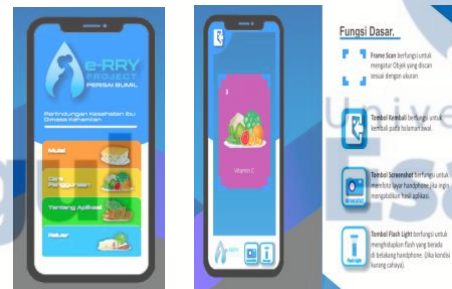 e-RRY
PROJECT
PERISAI BUMIL
Perlindungan Kesehatan Ibu
Dimasa Kehamilan
Mulai
Cara
Penggunaan
Tentang Aplikasi
Keluar
Vitamin C
Fungsi Dasar.
Frame Scan berfungsi untuk
mengatur Objek yang discan
sesuai dengan ukuran
Tombol Kembali berfungsi untuk
kembali pada halaman awal.
Tombol Screenshot berfungsi untuk
memfoto layar handphone jika ingin
mengabdikan hasil aplikasi.
Tombol Flash Light berfungsi untuk
menghidupkan flash yang berada
di belakang handphone. (Jika kondisi
kurang cahaya).